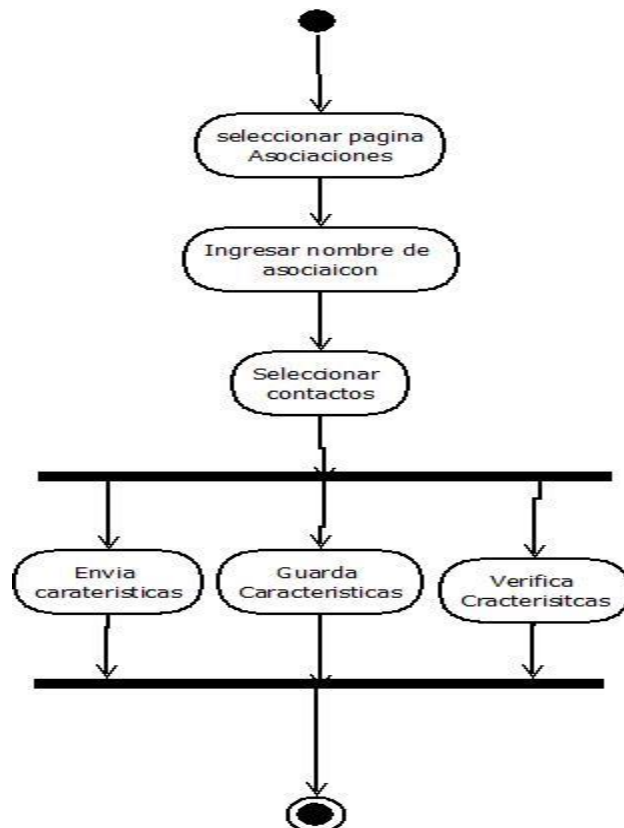 seleccionar pagina
Asociaciones
Ingresar nombre de
asociaicon
Seleccionar
contactos
Envia
carateristicas
Guarda
Caracteristicas
Verifica
Cracterisitcas